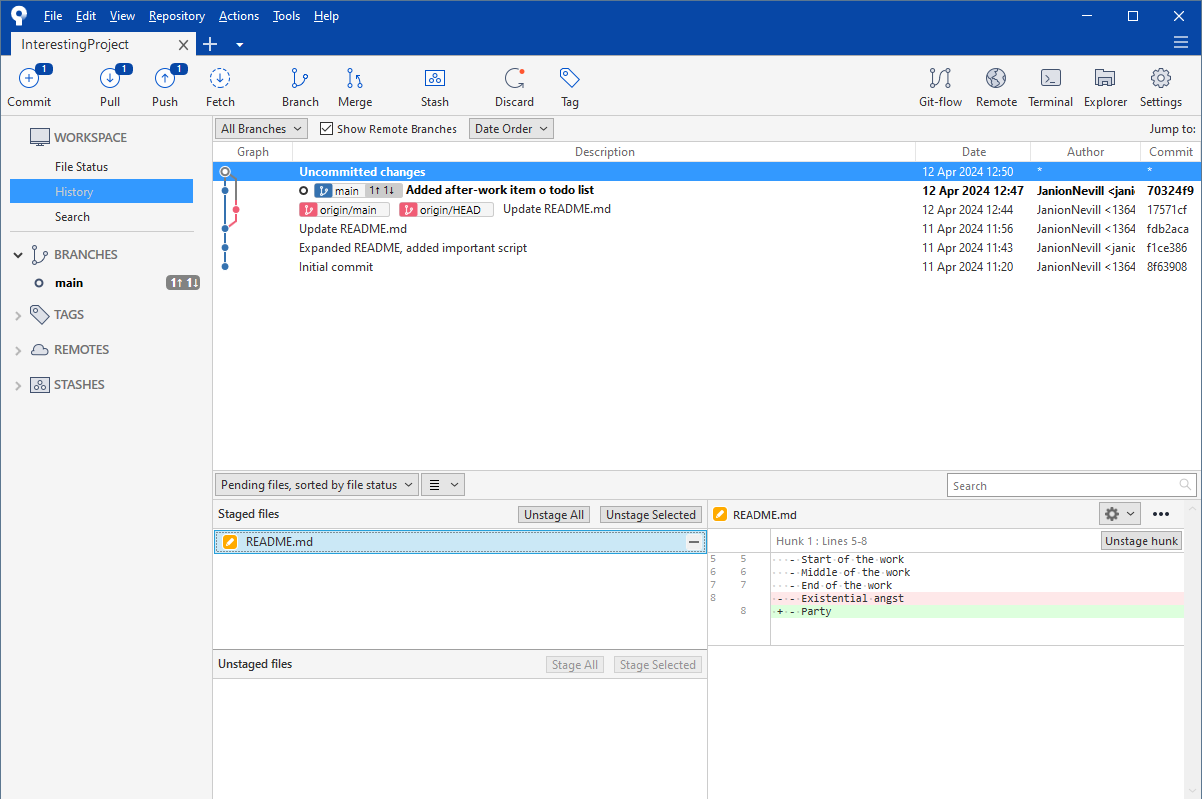 File Edit View Repository Actions Tools Help
InterestingProject
1 1 1
Commit Pull Push Fetch Branch Merge Stash Discard Tag Git-flow Remote Terminal Explorer Settings
WORKSPACE
File Status
History
Search
BRANCHES
main 1↑ 1↓
TAGS
REMOTES
STASHES
All Branches Show Remote Branches Date Order Jump to:
Graph Description Date Author Commit
Uncommitted changes 12 Apr 2024 12:50 * *
main 1↑ 1↓ Added after-work item o todo list 12 Apr 2024 12:47 JanionNevill <janic 70324f9
origin/main origin/HEAD Update README.md 12 Apr 2024 12:44 JanionNevill <1364 17571cf
Update README.md 11 Apr 2024 11:56 JanionNevill <1364 fdb2aca
Expanded README, added important script 11 Apr 2024 11:43 JanionNevill <janic f1ce386
Initial commit 11 Apr 2024 11:20 JanionNevill <1364 8f63908
Pending files, sorted by file status Search
Staged files Unstage All Unstage Selected
README.md
Unstaged files Stage All Stage Selected
README.md
Hunk 1 : Lines 5-8 Unstage hunk
5 5 - Start of the work
6 6 - Middle of the work
7 7 - End of the work
8 - - Existential angst
8 + - Party